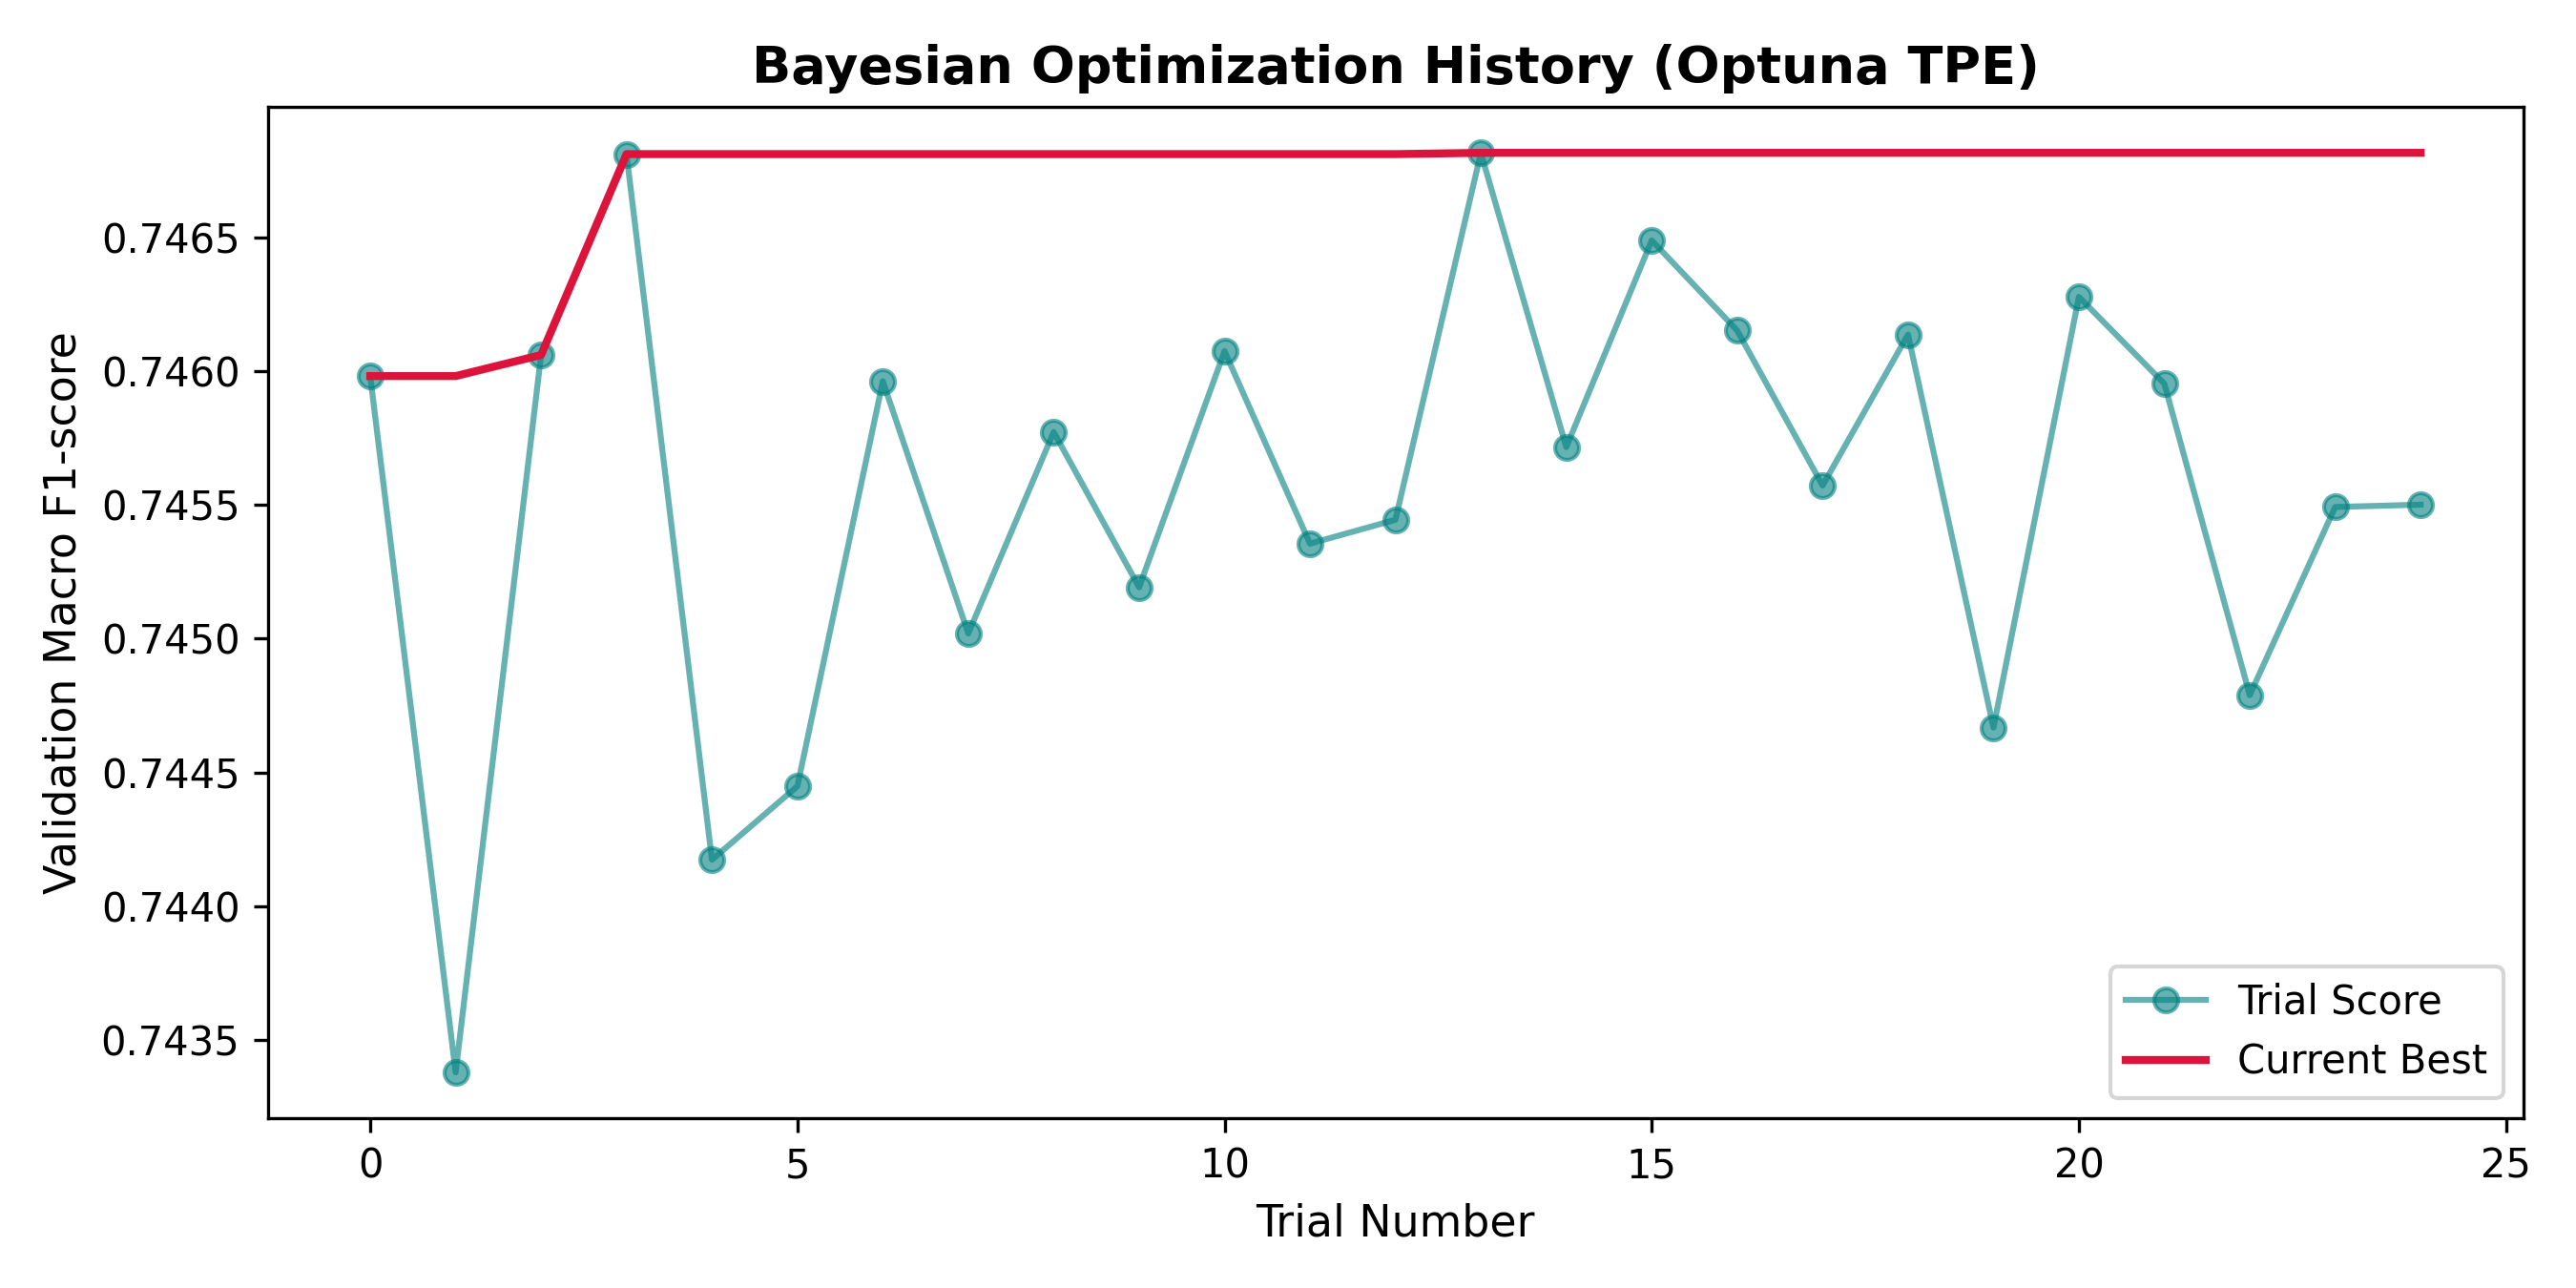 Bayesian Optimization History (Optuna TPE)
Validation Macro F1-score
0.7465
0.7460
0.7455
0.7450
0.7445
0.7440
0.7435
0 5 10 15 20 25
Trial Number
Trial Score
Current Best